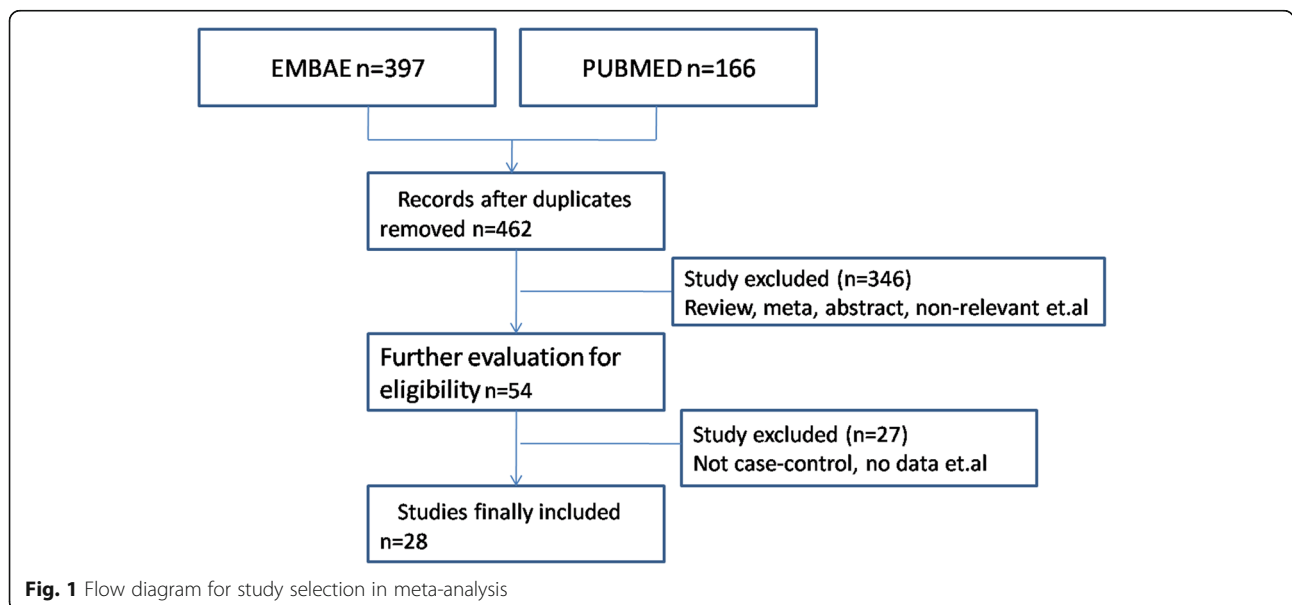 EMBAE n=397
PUBMED n=166
Records after duplicates
removed n=462
Study excluded (n=346)
Review, meta, abstract, non-relevant et.al
Further evaluation for
eligibility n=54
Study excluded (n=27)
Not case-control, no data et.al
Studies finally included
n=28
Fig. 1 Flow diagram for study selection in meta-analysis